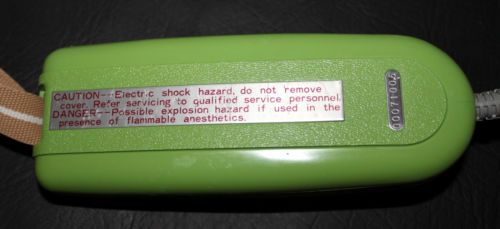 CAUTION--Electric shock hazard, do not remove
cover. Refer servicing to qualified service personnel.
DANGER--Possible explosion hazard if used in the
presence of flammable anesthetics.